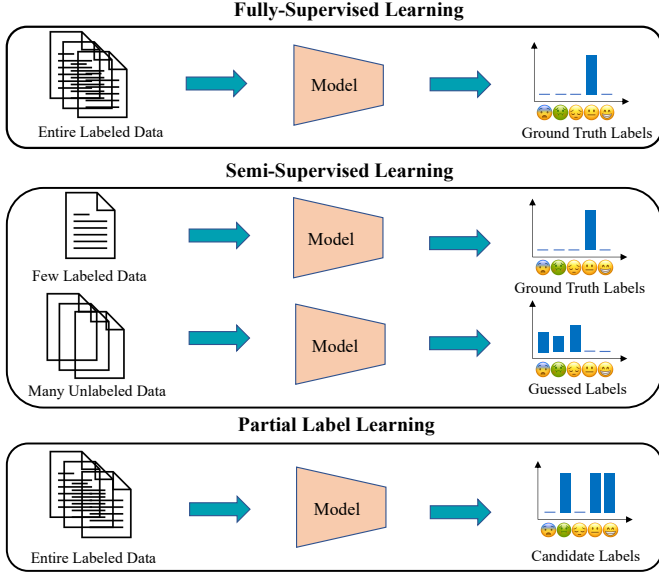 Fully-Supervised Learning
Model
Entire Labeled Data
Ground Truth Labels
Semi-Supervised Learning
Model
Few Labeled Data
Ground Truth Labels
Model
Many Unlabeled Data
Guessed Labels
Partial Label Learning
Model
Entire Labeled Data
Candidate Labels